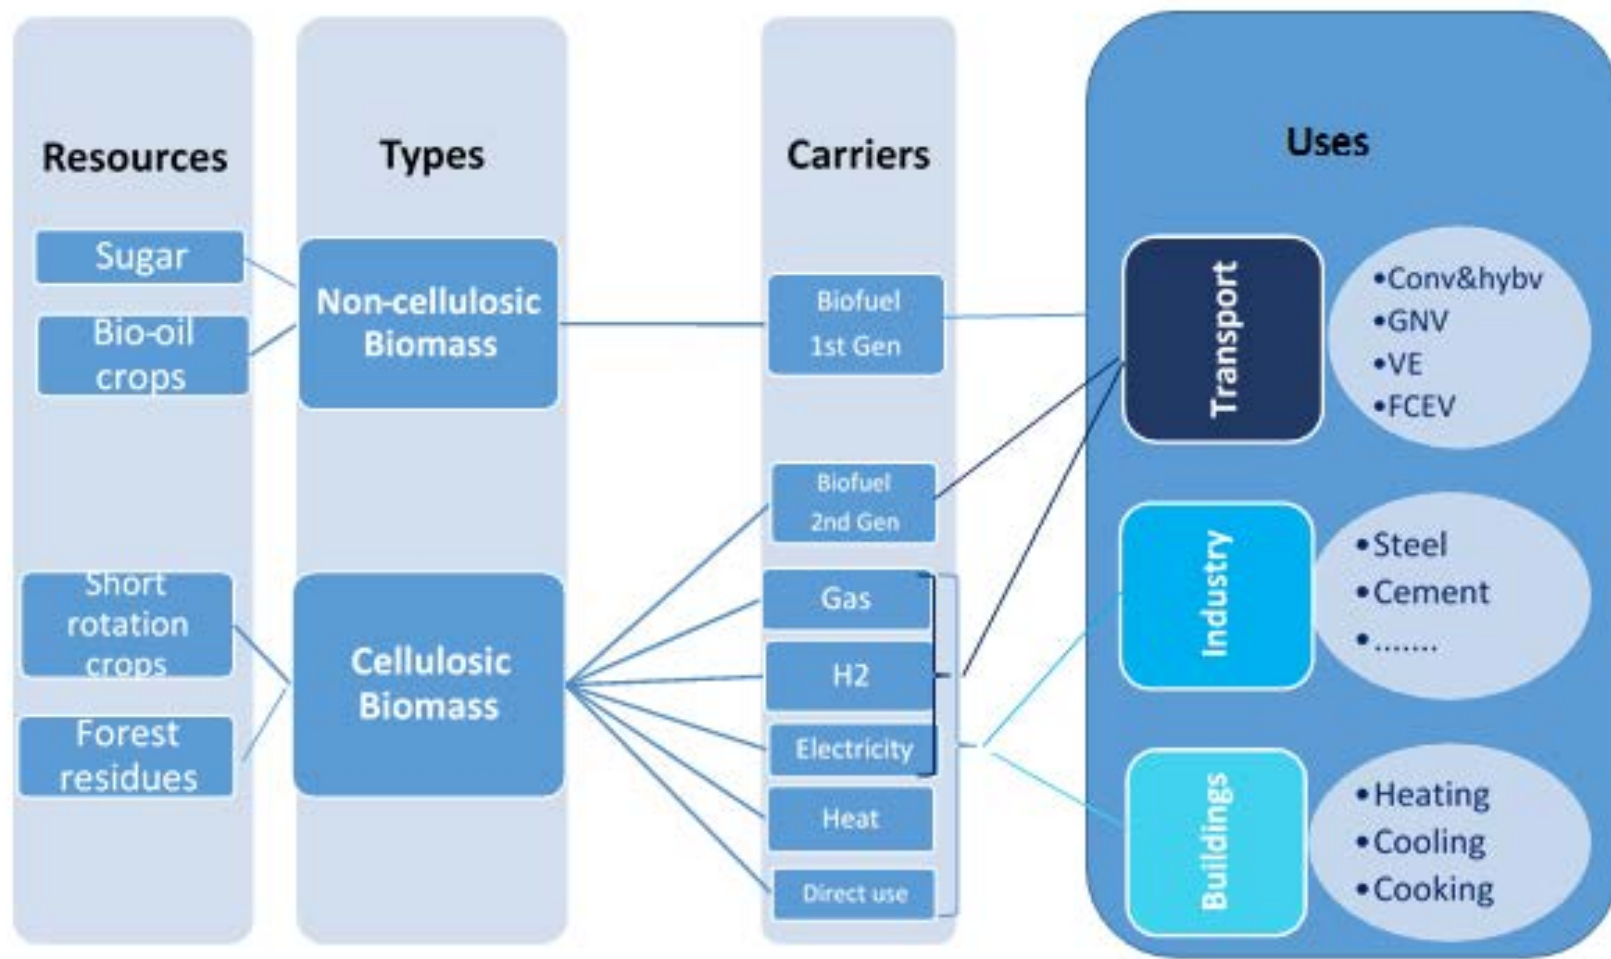 Resources
Sugar
Bio-oil
crops
Short
rotation
crops
Forest
residues
Types
Non-cellulosic
Biomass
Cellulosic
Biomass
Carriers
Biofuel
1st Gen
Biofuel
2nd Gen
Gas
H2
Electricity
Heat
Direct use
Uses
Transport
•Conv&hybv
•GNV
•VE
•FCEV
Industry
•Steel
•Cement
•.......
Buildings
•Heating
•Cooling
•Cooking